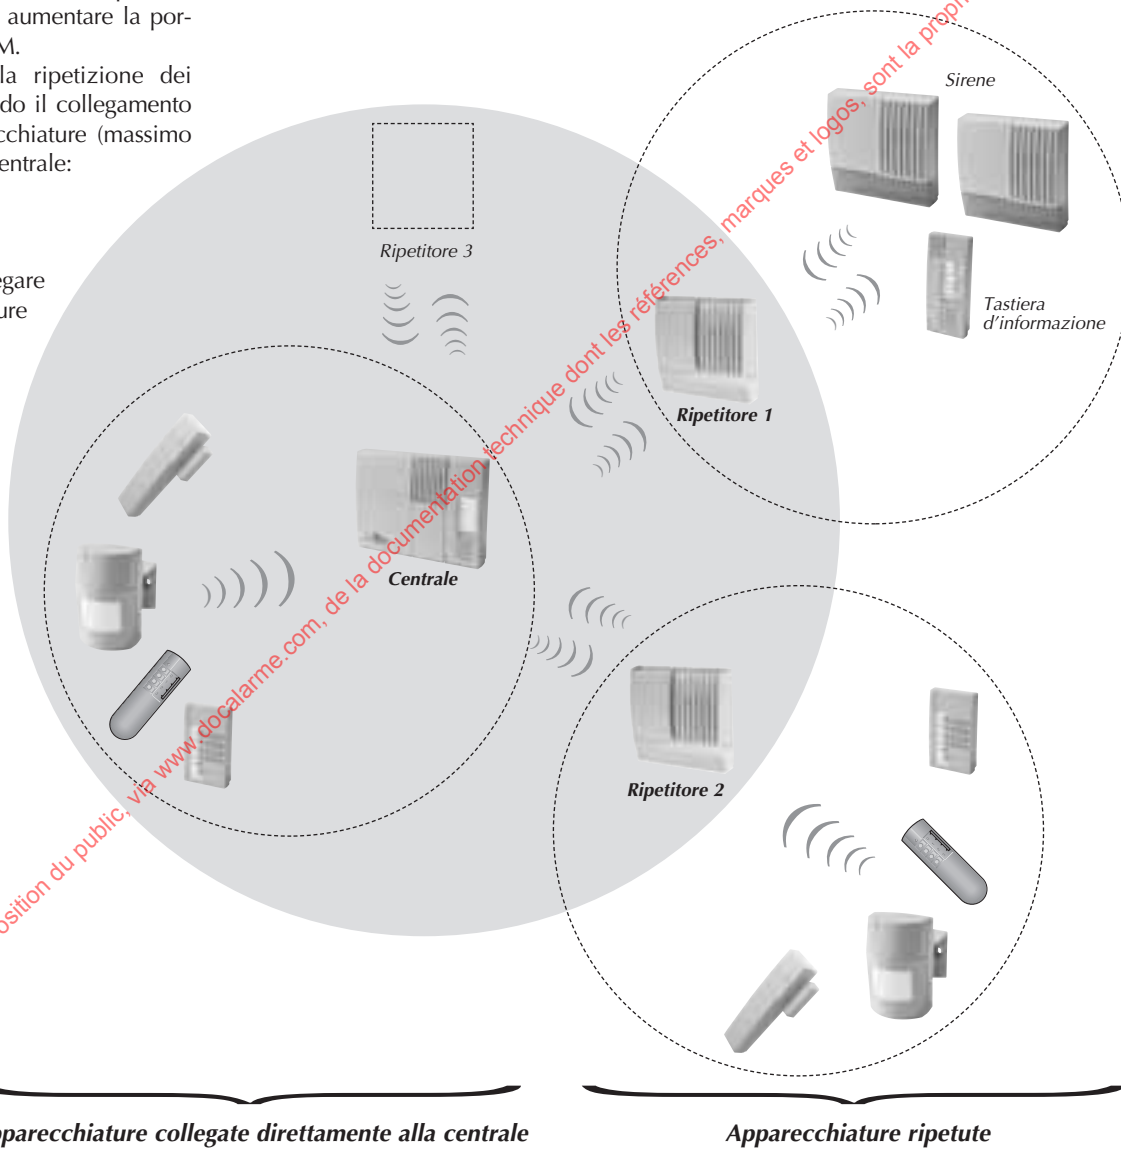 aumentare la por-
M.
la ripetizione dei
do il collegamento
cchiature (massimo
entrale:
egare
ure
Sirene
Tastiera
d'informazione
Ripetitore 3
Ripetitore 1
Centrale
Ripetitore 2
position du public, via www.docalarme.com, de la documentation technique dont les références, marques et logos, sont la propri
pparecchiature collegate direttamente alla centrale
Apparecchiature ripetute